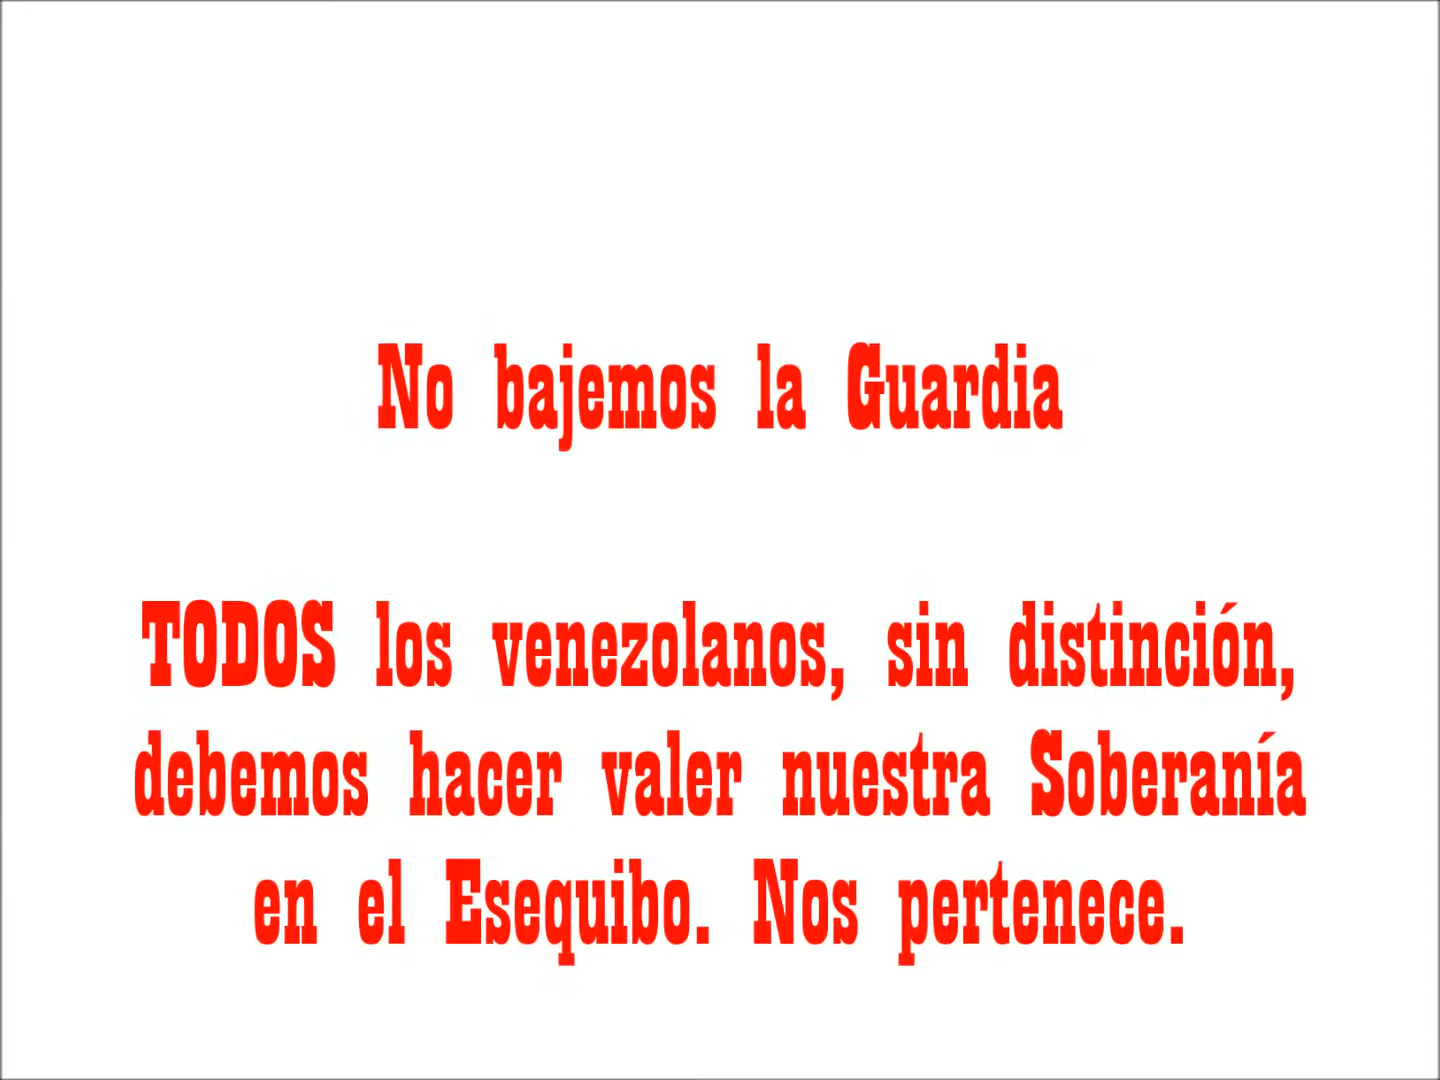 No bajemos la Guardia
TODOS los venezolanos, sin distinción,
debemos hacer valer nuestra Soberanía
en el Esequibo. Nos pertenece.